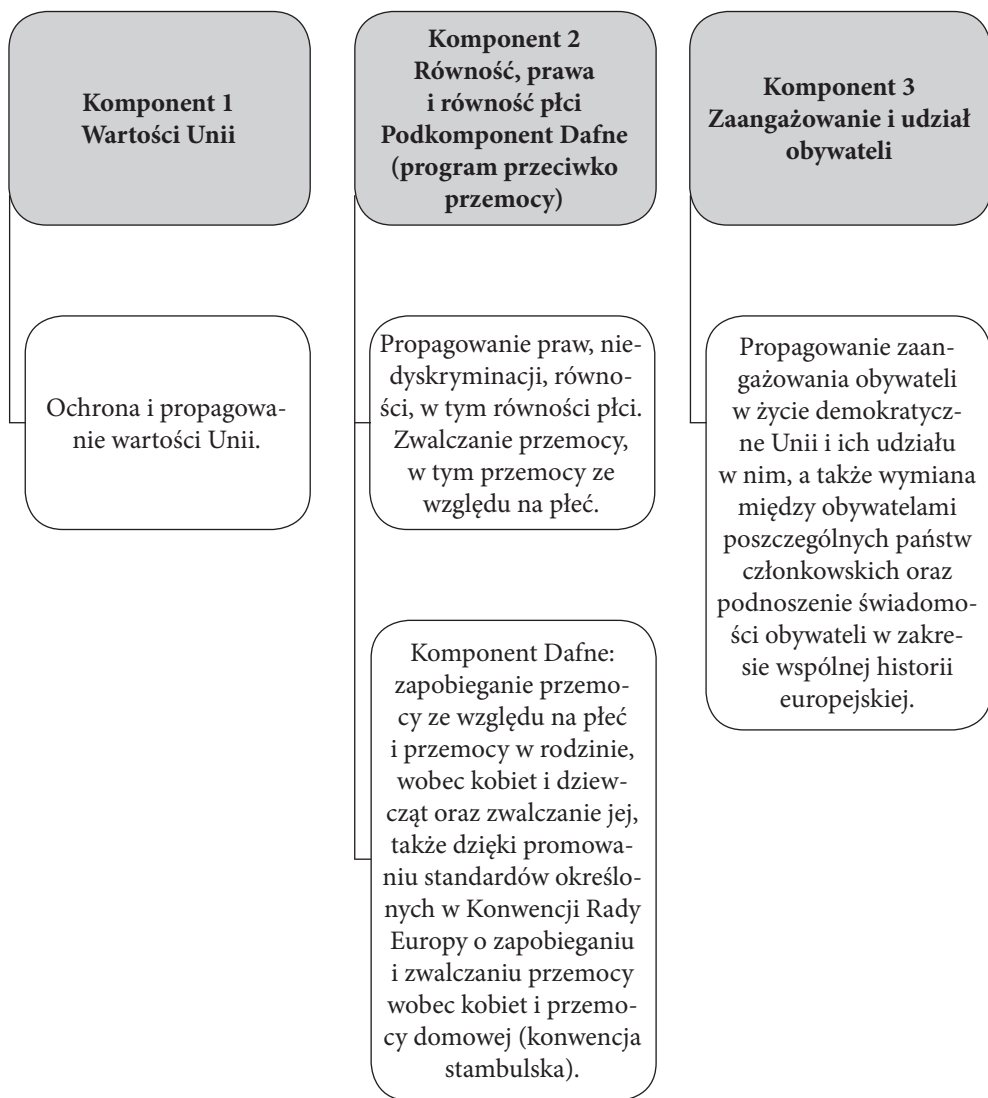 Komponent 1
Wartości Unii
Ochrona i propagowa-
nie wartości Unii.
Komponent 2
Równość, prawa
i równość płci
Podkomponent Dafne
(program przeciwko
przemocy)
Propagowanie praw, nie-
dyskryminacji, równo-
ści, w tym równości płci.
Zwalczanie przemocy,
w tym przemocy ze
względu na płeć.
Komponent Dafne:
zapobieganie przemo-
cy ze względu na płeć
i przemocy w rodzinie,
wobec kobiet i dziew-
cząt oraz zwalczanie jej,
także dzięki promowa-
niu standardów określo-
nych w Konwencji Rady
Europy o zapobieganiu
i zwalczaniu przemocy
wobec kobiet i przemo-
cy domowej (konwencja
stambulska).
Komponent 3
Zaangażowanie i udział
obywateli
Propagowanie zaan-
gażowania obywateli
w życie demokratycz-
ne Unii i ich udziału
w nim, a także wymiana
między obywatelami
poszczególnych państw
członkowskich oraz
podnoszenie świadomo-
ści obywateli w zakre-
sie wspólnej historii
europejskiej.